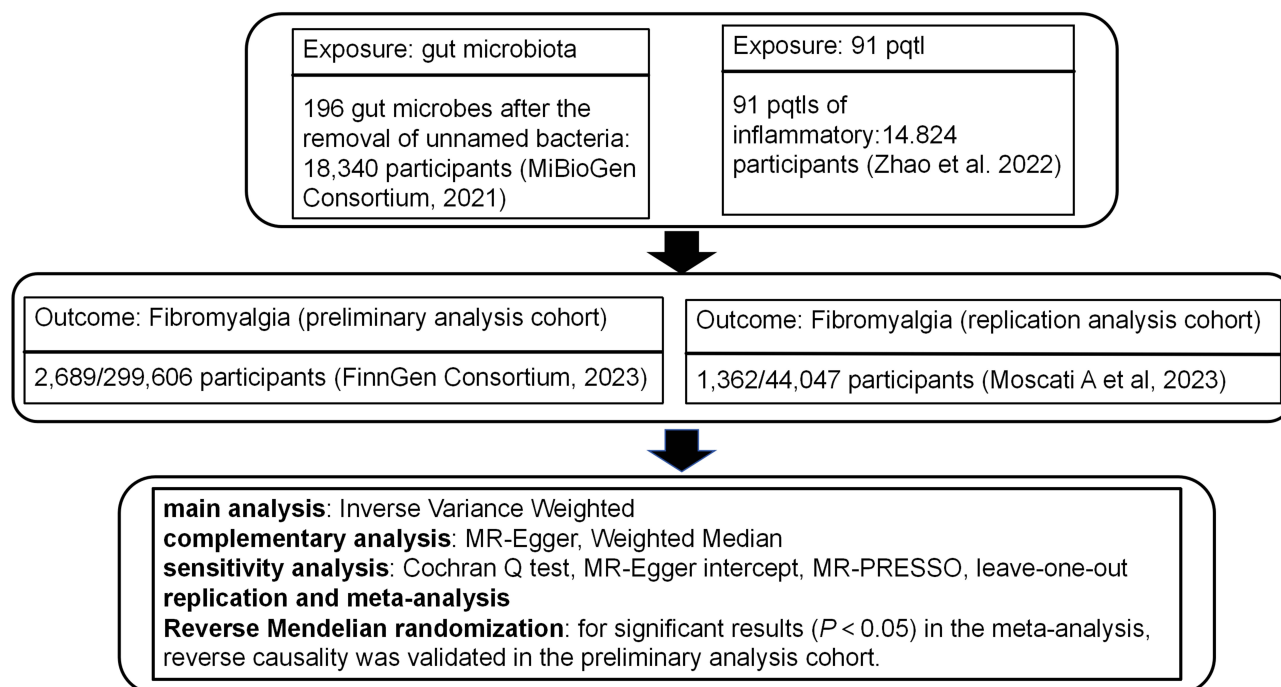 Exposure: gut microbiota
196 gut microbes after the
removal of unnamed bacteria:
18,340 participants (MiBioGen
Consortium, 2021)
Exposure: 91 pqtl
91 pqtls of
inflammatory:14.824
participants (Zhao et al. 2022)
Outcome: Fibromyalgia (preliminary analysis cohort)
2,689/299,606 participants (FinnGen Consortium, 2023)
Outcome: Fibromyalgia (replication analysis cohort)
1,362/44,047 participants (Moscati A et al, 2023)
main analysis: Inverse Variance Weighted
complementary analysis: MR-Egger, Weighted Median
sensitivity analysis: Cochran Q test, MR-Egger intercept, MR-PRESSO, leave-one-out
replication and meta-analysis
Reverse Mendelian randomization: for significant results (P < 0.05) in the meta-analysis,
reverse causality was validated in the preliminary analysis cohort.